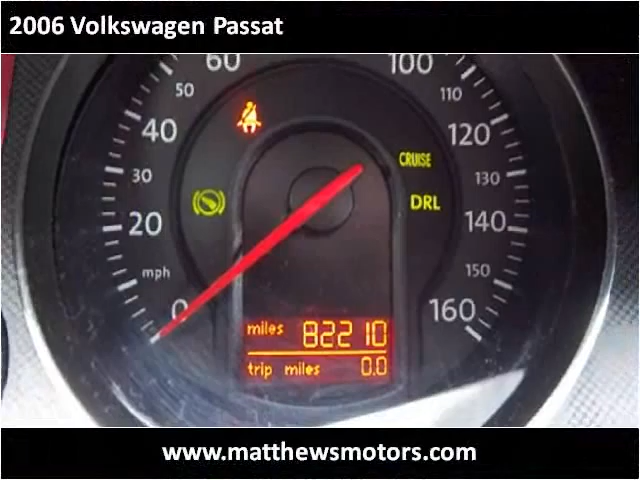 2006 Volkswagen Passat
60
100
50
110
40
120
CRUISE
30
130
DRL
20
140
mph
150
0
160
miles 82210
trip miles 0.0
www.matthewsmotors.com